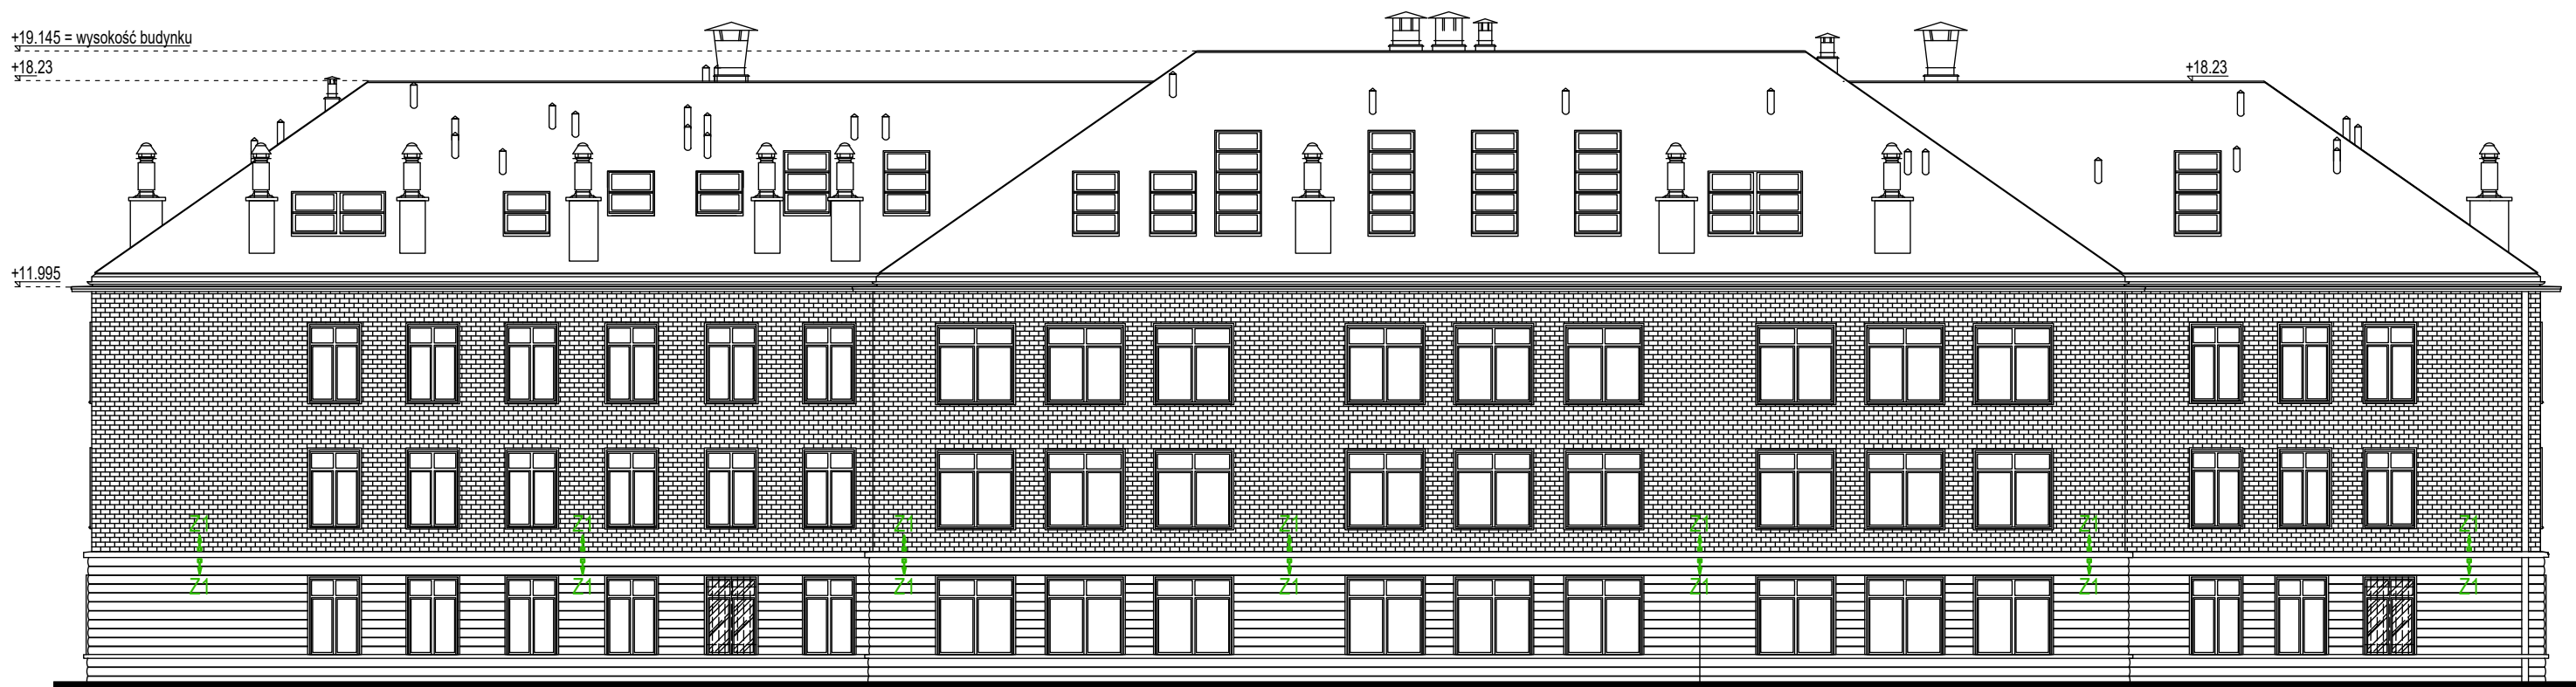 +19.145 = wysokość budynku
+18.23
+18.23
+11.995
Z1 Z1 Z1 Z1 Z1 Z1 Z1
Z1 Z1 Z1 Z1 Z1 Z1 Z1